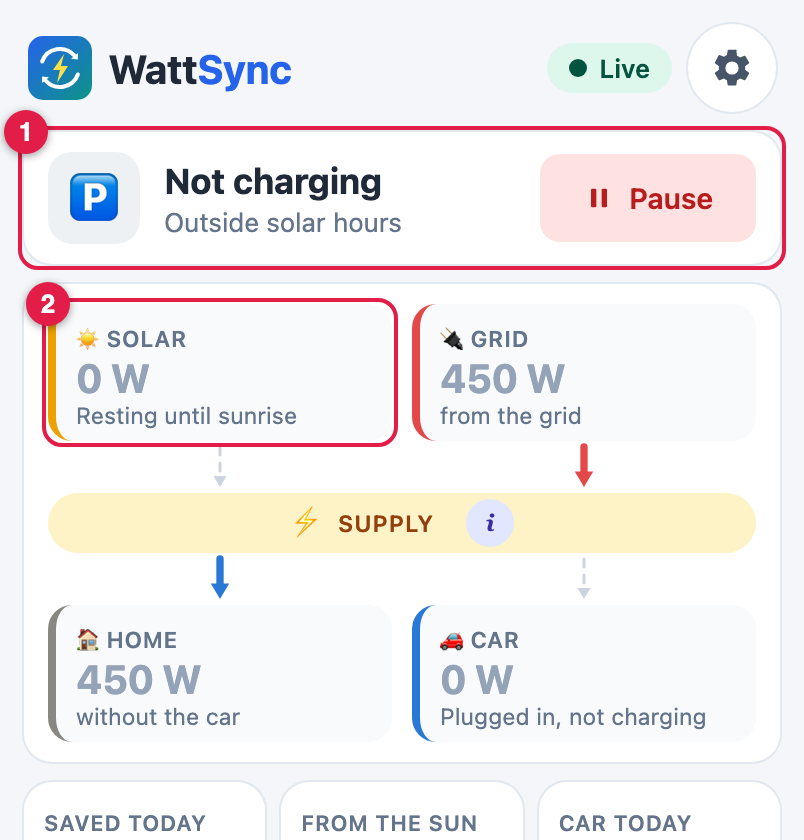 WattSync
Live
1
P
Not charging
Outside solar hours
Pause
2
SOLAR
0 W
Resting until sunrise
GRID
450 W
from the grid
SUPPLY i
HOME
450 W
without the car
CAR
0 W
Plugged in, not charging
SAVED TODAY
FROM THE SUN
CAR TODAY